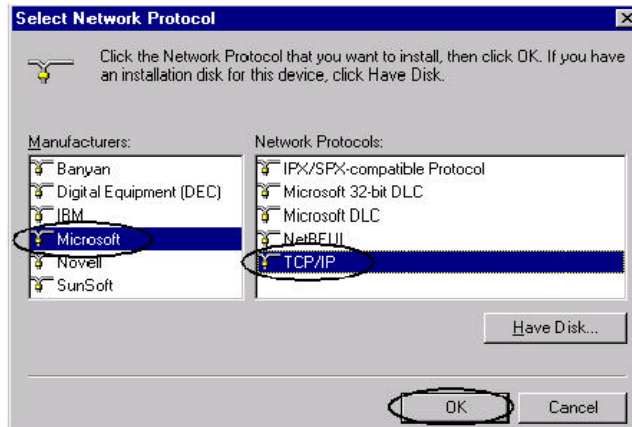 Select Network Protocol
Click the Network Protocol that you want to install, then click OK. If you have
an installation disk for this device, click Have Disk.
Manufacturers:
Banyan
Digital Equipment (DEC)
IBM
Microsoft
Novell
SunSoft
Network Protocols:
IPX/SPX-compatible Protocol
Microsoft 32-bit DLC
Microsoft DLC
NetBEUI
TCP/IP
Have Disk...
OK
Cancel